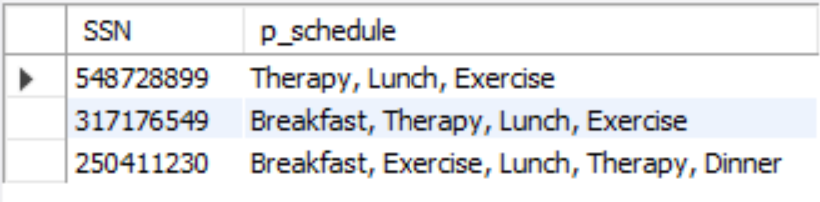 SSN p_schedule
548728899 Therapy, Lunch, Exercise
317176549 Breakfast, Therapy, Lunch, Exercise
250411230 Breakfast, Exercise, Lunch, Therapy, Dinner